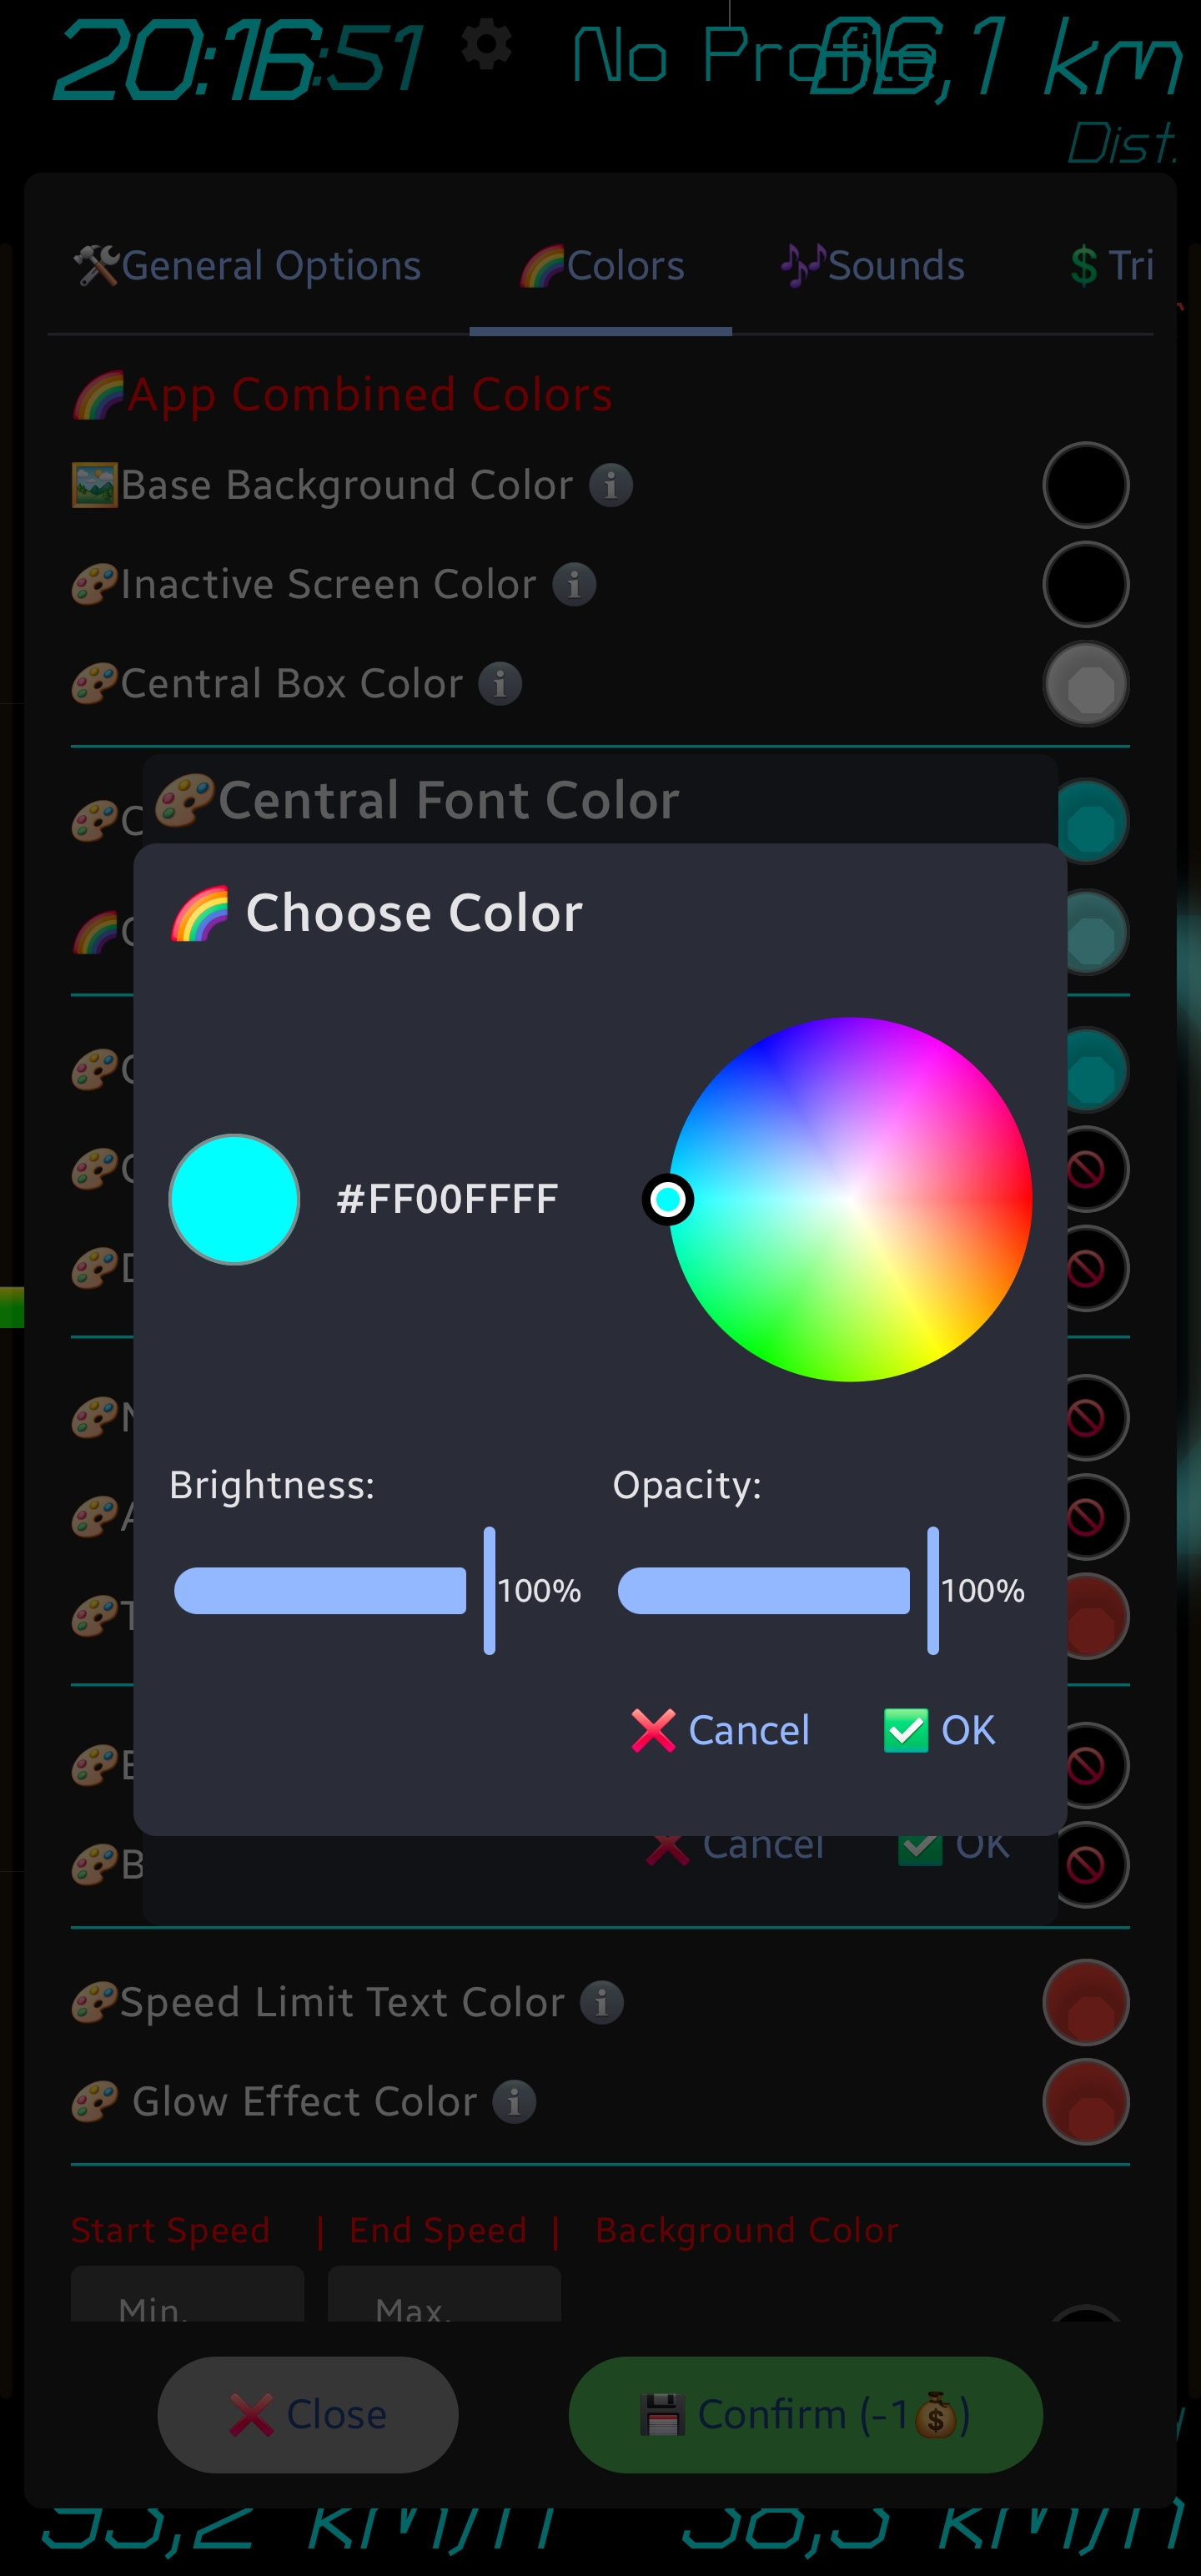 20:16:51
No Profile
66,1 km
Dist.
General Options
Colors
Sounds
Tri
App Combined Colors
Base Background Color
Inactive Screen Color
Central Box Color
Central Font Color
Choose Color
#FF00FFFF
Brightness:
Opacity:
100%
100%
Cancel
OK
Cancel
OK
Speed Limit Text Color
Glow Effect Color
Start Speed | End Speed | Background Color
Min.
Max.
Close
Confirm (-1💰)
km/h
km/h